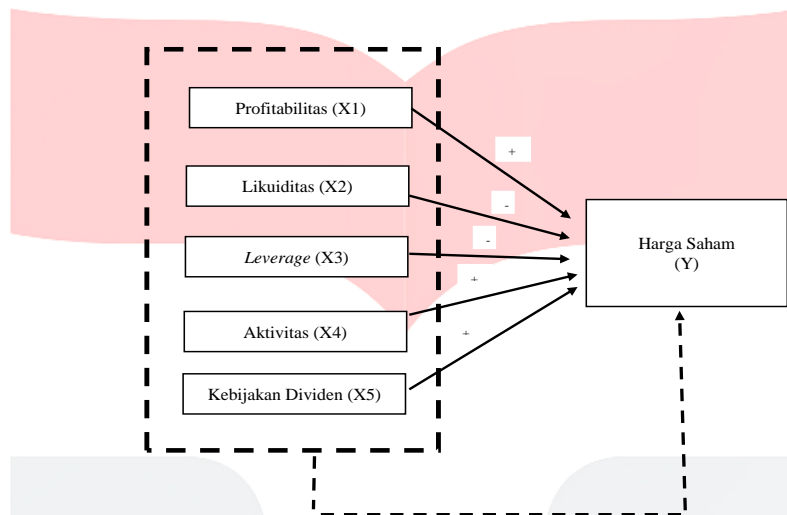 Profitabilitas (X1)
+
Likuiditas (X2)
-
Harga Saham
(Y)
-
Leverage (X3)
+
Aktivitas (X4)
+
Kebijakan Dividen (X5)